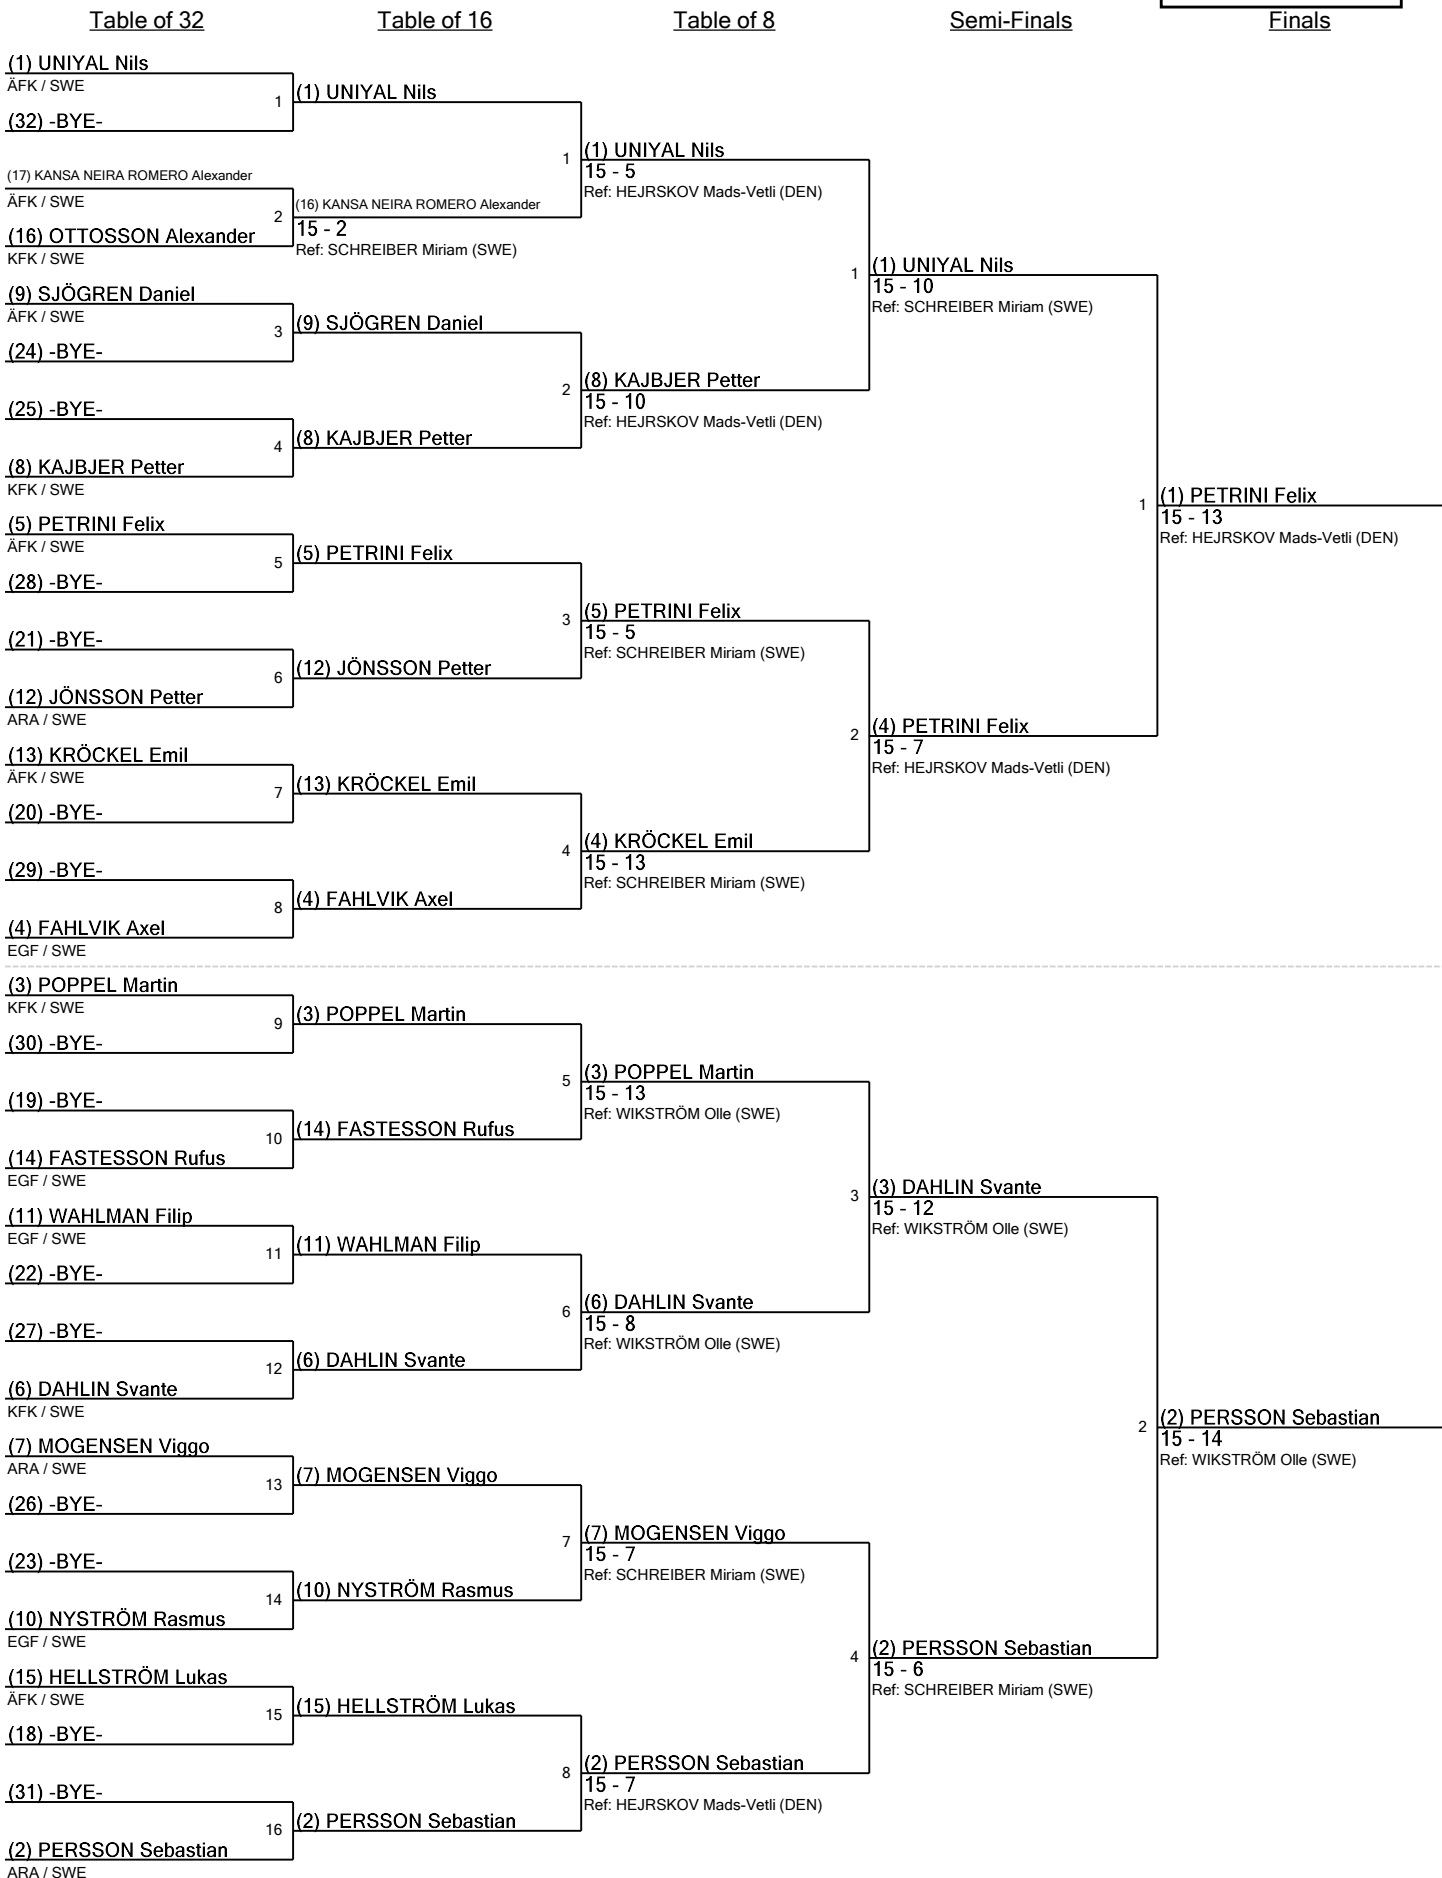 Table of 32
Table of 16
Table of 8
Semi-Finals
Finals
(1) UNIYAL Nils
ÄFK / SWE
(32) -BYE-
(17) KANSA NEIRA ROMERO Alexander
ÄFK / SWE
(16) OTTOSSON Alexander
KFK / SWE
(9) SJÖGREN Daniel
ÄFK / SWE
(24) -BYE-
(25) -BYE-
(8) KAJBJER Petter
KFK / SWE
(5) PETRINI Felix
ÄFK / SWE
(28) -BYE-
(21) -BYE-
(12) JÖNSSON Petter
ARA / SWE
(13) KRÖCKEL Emil
ÄFK / SWE
(20) -BYE-
(29) -BYE-
(4) FAHLVIK Axel
EGF / SWE
(3) POPPEL Martin
KFK / SWE
(30) -BYE-
(19) -BYE-
(14) FASTESSON Rufus
EGF / SWE
(11) WAHLMAN Filip
EGF / SWE
(22) -BYE-
(27) -BYE-
(6) DAHLIN Svante
KFK / SWE
(7) MOGENSEN Viggo
ARA / SWE
(26) -BYE-
(23) -BYE-
(10) NYSTRÖM Rasmus
EGF / SWE
(15) HELLSTRÖM Lukas
ÄFK / SWE
(18) -BYE-
(31) -BYE-
(2) PERSSON Sebastian
ARA / SWE
1
(1) UNIYAL Nils
2
(16) KANSA NEIRA ROMERO Alexander
15 - 2
Ref: SCHREIBER Miriam (SWE)
3
(9) SJÖGREN Daniel
4
(8) KAJBJER Petter
5
(5) PETRINI Felix
6
(12) JÖNSSON Petter
7
(13) KRÖCKEL Emil
8
(4) FAHLVIK Axel
9
(3) POPPEL Martin
10
(14) FASTESSON Rufus
11
(11) WAHLMAN Filip
12
(6) DAHLIN Svante
13
(7) MOGENSEN Viggo
14
(10) NYSTRÖM Rasmus
15
(15) HELLSTRÖM Lukas
16
(2) PERSSON Sebastian
1
(1) UNIYAL Nils
15 - 5
Ref: HEJRSKOV Mads-Vetli (DEN)
2
(8) KAJBJER Petter
15 - 10
Ref: HEJRSKOV Mads-Vetli (DEN)
3
(5) PETRINI Felix
15 - 5
Ref: SCHREIBER Miriam (SWE)
4
(4) KRÖCKEL Emil
15 - 13
Ref: SCHREIBER Miriam (SWE)
5
(3) POPPEL Martin
15 - 13
Ref: WIKSTRÖM Olle (SWE)
6
(6) DAHLIN Svante
15 - 8
Ref: WIKSTRÖM Olle (SWE)
7
(7) MOGENSEN Viggo
15 - 7
Ref: SCHREIBER Miriam (SWE)
8
(2) PERSSON Sebastian
15 - 7
Ref: HEJRSKOV Mads-Vetli (DEN)
1
(1) UNIYAL Nils
15 - 10
Ref: SCHREIBER Miriam (SWE)
2
(4) PETRINI Felix
15 - 7
Ref: HEJRSKOV Mads-Vetli (DEN)
3
(3) DAHLIN Svante
15 - 12
Ref: WIKSTRÖM Olle (SWE)
4
(2) PERSSON Sebastian
15 - 6
Ref: SCHREIBER Miriam (SWE)
1
(1) PETRINI Felix
15 - 13
Ref: HEJRSKOV Mads-Vetli (DEN)
2
(2) PERSSON Sebastian
15 - 14
Ref: WIKSTRÖM Olle (SWE)